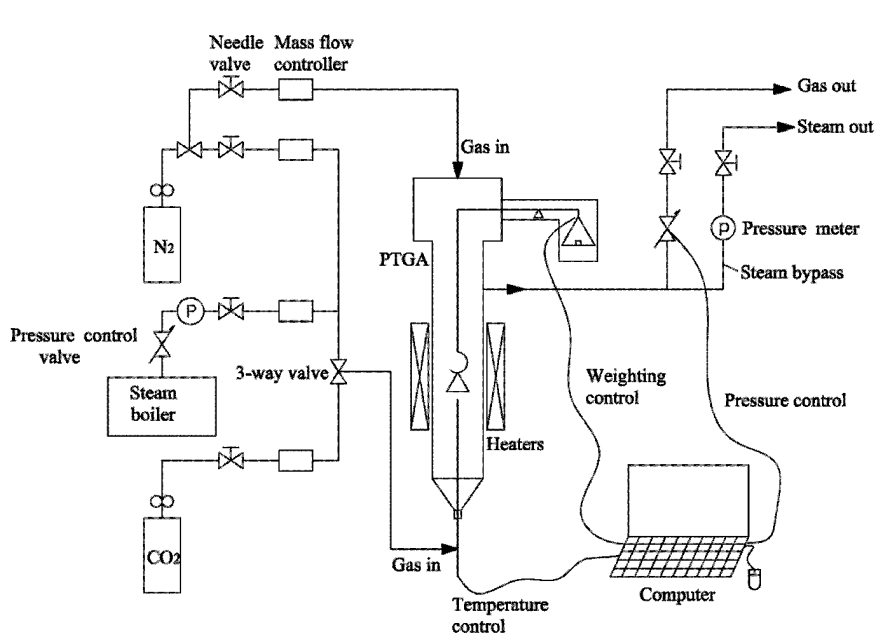 Needle valve
Mass flow controller
Gas out
Steam out
Gas in
N2
PTGA
P
Pressure meter
Steam bypass
P
Pressure control valve
3-way valve
Steam boiler
Weighting control
Pressure control
Heaters
CO2
Gas in
Computer
Temperature control